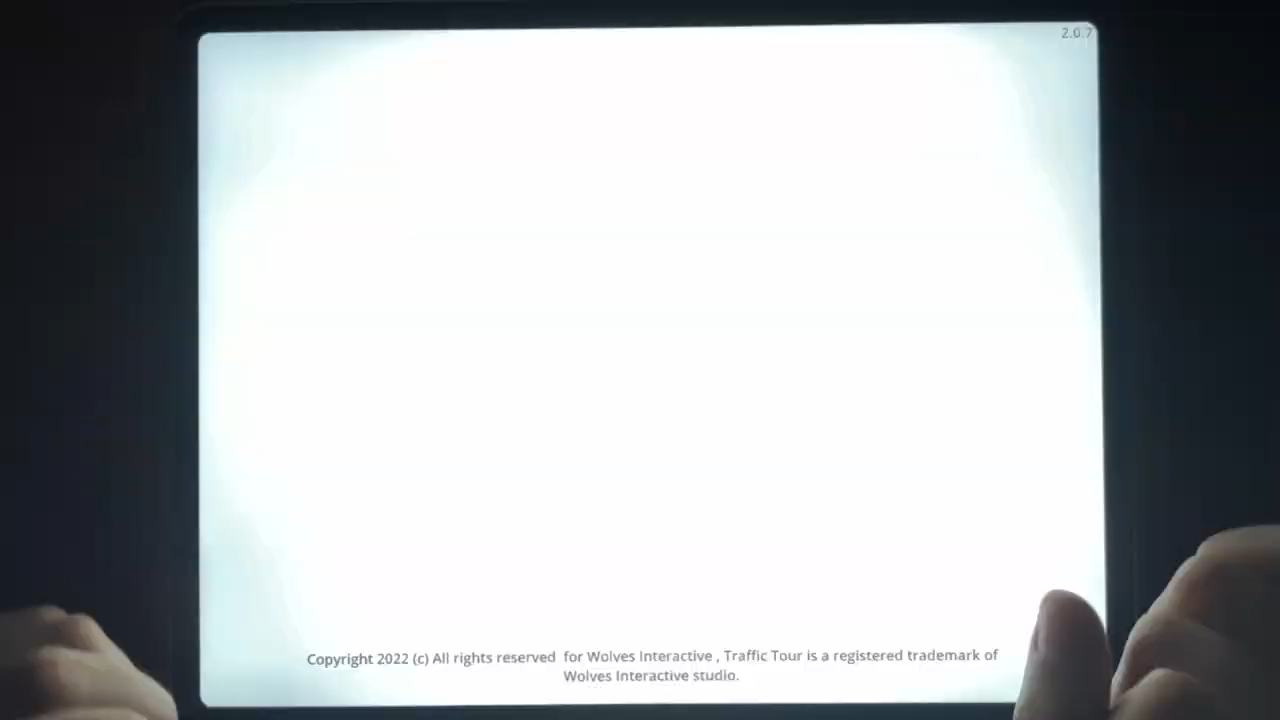 2.0.7
Copyright 2022 (c) All rights reserved for Wolves Interactive , Traffic Tour is a registered trademark of
Wolves Interactive studio.